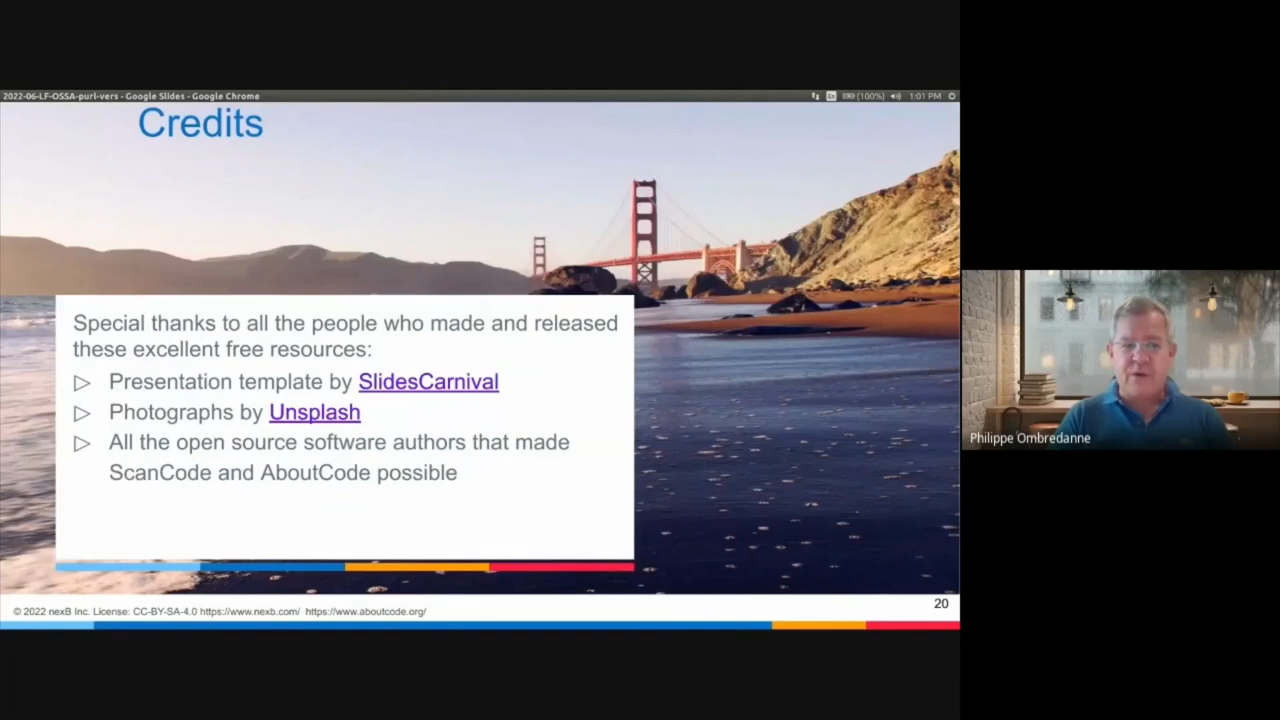 2022-06-LF-OSSA-purl-vers - Google Slides - Google Chrome
En (100%) 1:01 PM
Credits
Special thanks to all the people who made and released
these excellent free resources:
▷ Presentation template by SlidesCarnival
▷ Photographs by Unsplash
▷ All the open source software authors that made
ScanCode and AboutCode possible
Philippe Ombredanne
20
© 2022 nexB Inc. License: CC-BY-SA-4.0 https://www.nexb.com/ https://www.aboutcode.org/